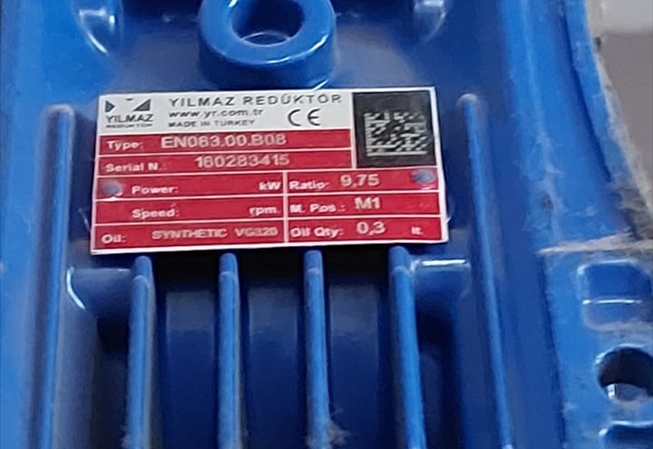 YILMAZ REDÜKTÖR
YILMAZ
REDÜKTÖR
www.yr.com.tr
MADE IN TURKEY
CE
Type: EN063.00.B08
Serial N.: 160283415
Power: kW Ratio: 9,75
Speed: rpm. M. Pos.: M1
Oil: SYNTHETIC VG320 Oil Qty: 0,3 lt.